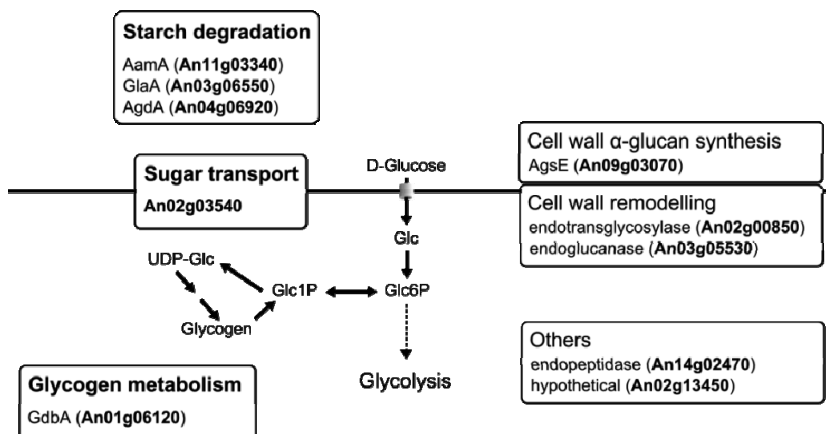 Starch degradation
AamA (An11g03340)
GlaA (An03g06550)
AgdA (An04g06920)
Sugar transport
An02g03540
D-Glucose
Glc
Glc6P
Glc1P
UDP-Glc
Glycogen
Glycolysis
Glycogen metabolism
GdbA (An01g06120)
Cell wall α-glucan synthesis
AgsE (An09g03070)
Cell wall remodelling
endotransglycosylase (An02g00850)
endoglucanase (An03g05530)
Others
endopeptidase (An14g02470)
hypothetical (An02g13450)